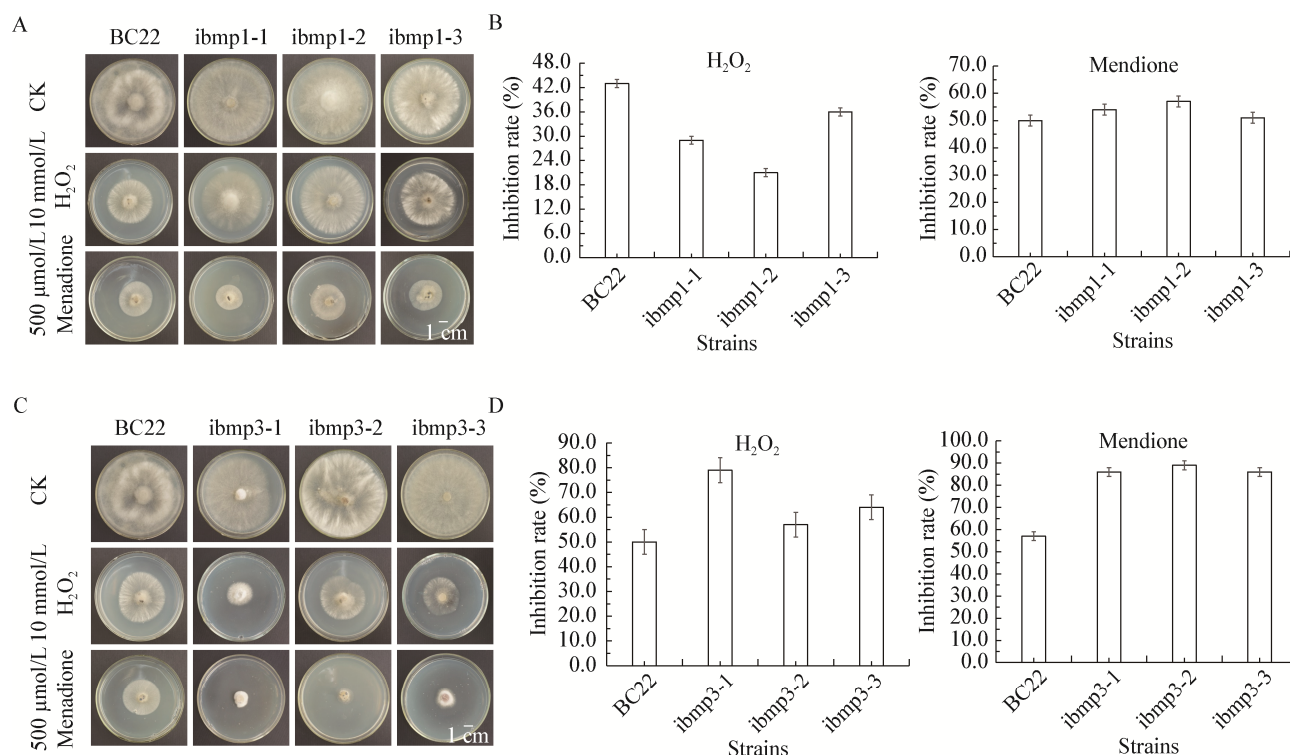 A
BC22 ibmp1-1 ibmp1-2 ibmp1-3
CK
10 mmol/L
H₂O₂
500 μmol/L
Menadione
1 cm
B
H₂O₂
Inhibition rate (%)
48.0
42.0
36.0
30.0
24.0
18.0
12.0
6.0
0.0
BC22
ibmp1-1
ibmp1-2
ibmp1-3
Strains
Mendione
Inhibition rate (%)
70.0
60.0
50.0
40.0
30.0
20.0
10.0
0.0
BC22
ibmp1-1
ibmp1-2
ibmp1-3
Strains
C
BC22 ibmp3-1 ibmp3-2 ibmp3-3
CK
10 mmol/L
H₂O₂
500 μmol/L
Menadione
1 cm
D
H₂O₂
Inhibition rate (%)
90.0
80.0
70.0
60.0
50.0
40.0
30.0
20.0
10.0
0.0
BC22
ibmp3-1
ibmp3-2
ibmp3-3
Strains
Mendione
Inhibition rate (%)
100.0
90.0
80.0
70.0
60.0
50.0
40.0
30.0
20.0
10.0
0.0
BC22
ibmp3-1
ibmp3-2
ibmp3-3
Strains